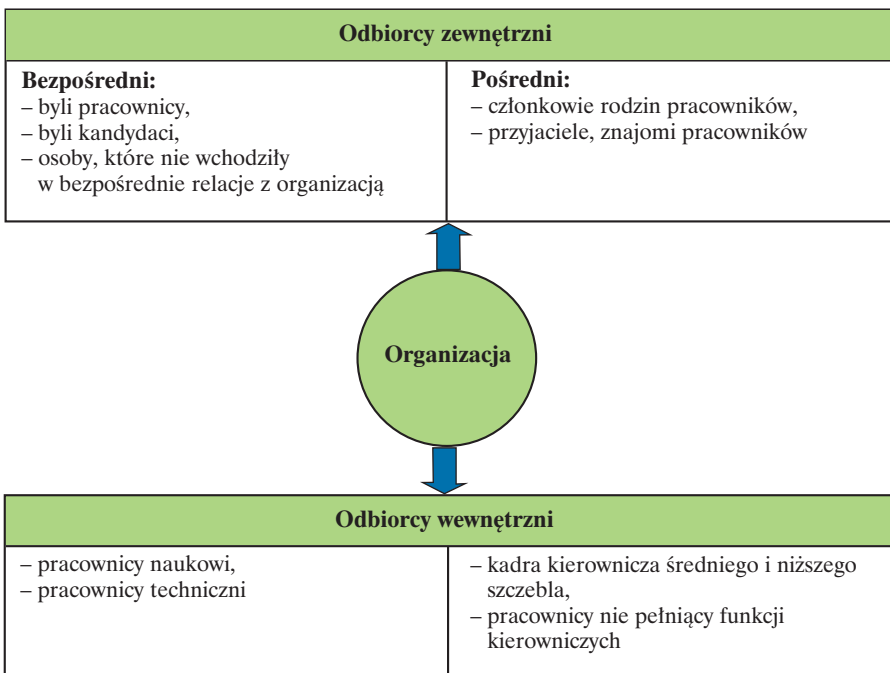 Odbiorcy zewnętrzni
Bezpośredni:
– byli pracownicy,
– byli kandydaci,
– osoby, które nie wchodziły
w bezpośrednie relacje z organizacją
Pośredni:
– członkowie rodzin pracowników,
– przyjaciele, znajomi pracowników
Organizacja
Odbiorcy wewnętrzni
– pracownicy naukowi,
– pracownicy techniczni
– kadra kierownicza średniego i niższego
szczebla,
– pracownicy nie pełniący funkcji
kierowniczych